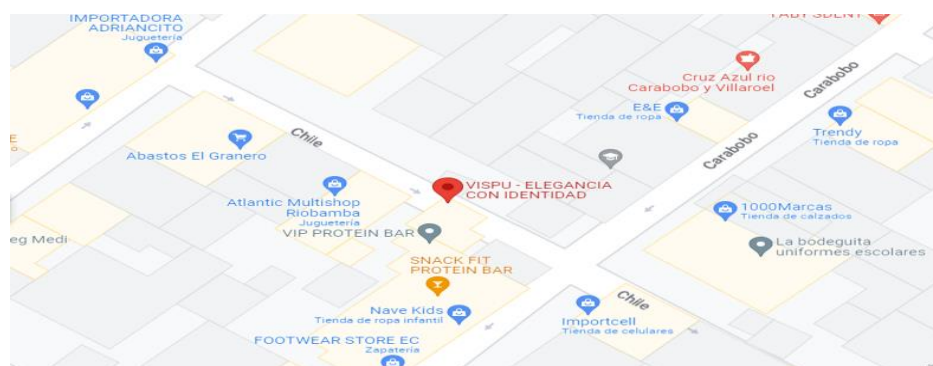 IMPORTADORA
ADRIANCITO
Juguetería
Cruz Azul rio
Carabobo y Villaroel
Carabobo
E&E
Tienda de ropa
Trendy
Tienda de ropa
Carabobo
Chile
Abastos El Granero
VISPU - ELEGANCIA
CON IDENTIDAD
Atlantic Multishop
Riobamba
Juguetería
1000Marcas
Tienda de calzados
VIP PROTEIN BAR
eg Medi
La bodeguita
uniformes escolares
SNACK FIT
PROTEIN BAR
Chile
Nave Kids
Tienda de ropa infantil
Importcell
Tienda de celulares
FOOTWEAR STORE EC
Zapatería